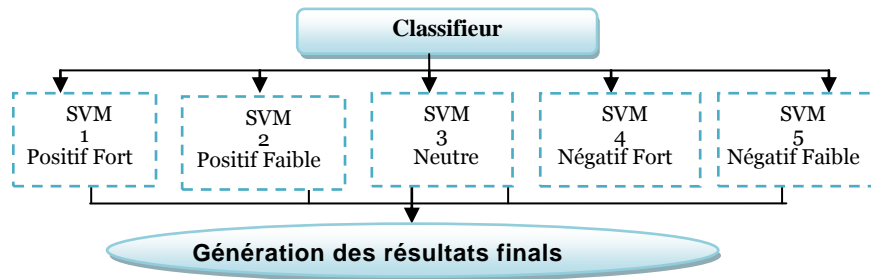 Classifieur
SVM
1
Positif Fort
SVM
2
Positif Faible
SVM
3
Neutre
SVM
4
Négatif Fort
SVM
5
Négatif Faible
Génération des résultats finals